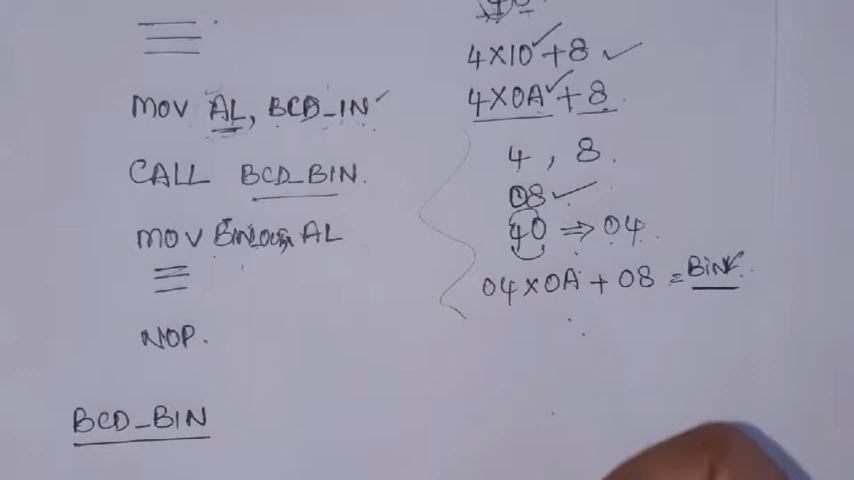 MOV AL, BCD_IN
CALL BCD_BIN.
MOV AL
NOP.
BCD_BIN
4X10+8
4X0A+8.
4, 8.
08
40 ⇒ 04.
04X0A+08 = BIN